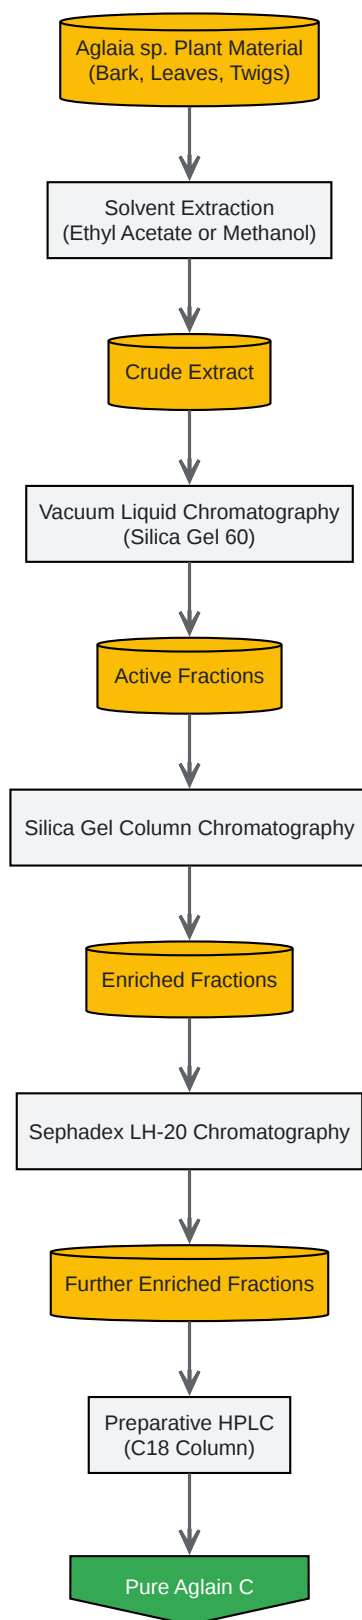 Aglaia sp. Plant Material
(Bark, Leaves, Twigs)
Solvent Extraction
(Ethyl Acetate or Methanol)
Crude Extract
Vacuum Liquid Chromatography
(Silica Gel 60)
Active Fractions
Silica Gel Column Chromatography
Enriched Fractions
Sephadex LH-20 Chromatography
Further Enriched Fractions
Preparative HPLC
(C18 Column)
Pure Aglain C